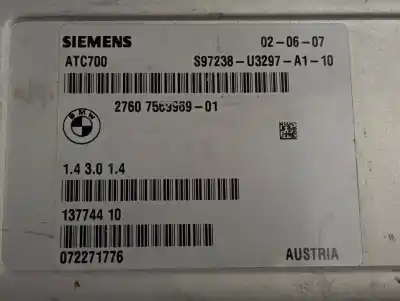 SIEMENS 02-06-07
ATC700 S97238-U3297-A1-10
2760 7569969-01
BMW
1.4 3.0 1.4
137744 10
072271776 AUSTRIA